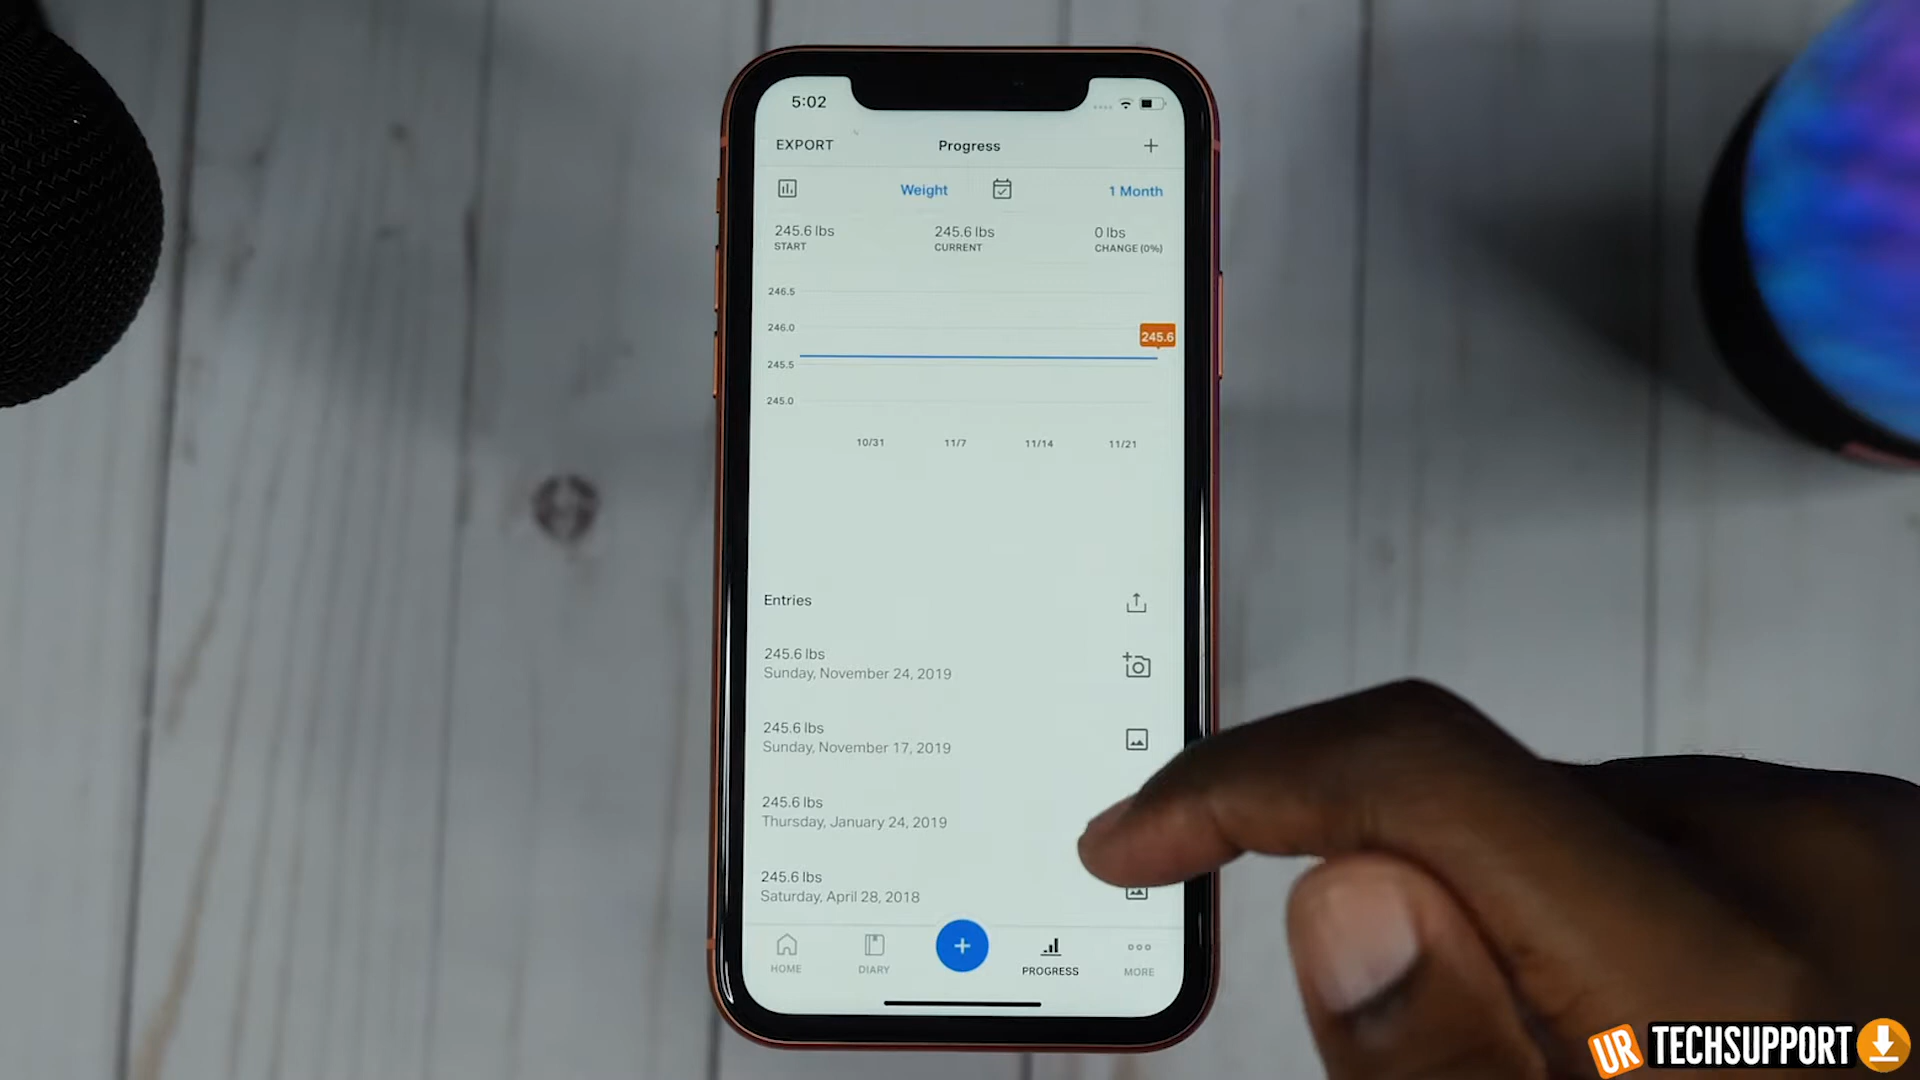 5:02
EXPORT
Progress
Weight
1 Month
245.6 lbs
START
245.6 lbs
CURRENT
0 lbs
CHANGE (0%)
246.5
246.0
245.6
245.5
245.0
10/31
11/7
11/14
11/21
Entries
245.6 lbs
Sunday, November 24, 2019
245.6 lbs
Sunday, November 17, 2019
245.6 lbs
Thursday, January 24, 2019
245.6 lbs
Saturday, April 28, 2018
HOME
DIARY
PROGRESS
MORE
UR TECHSUPPORT